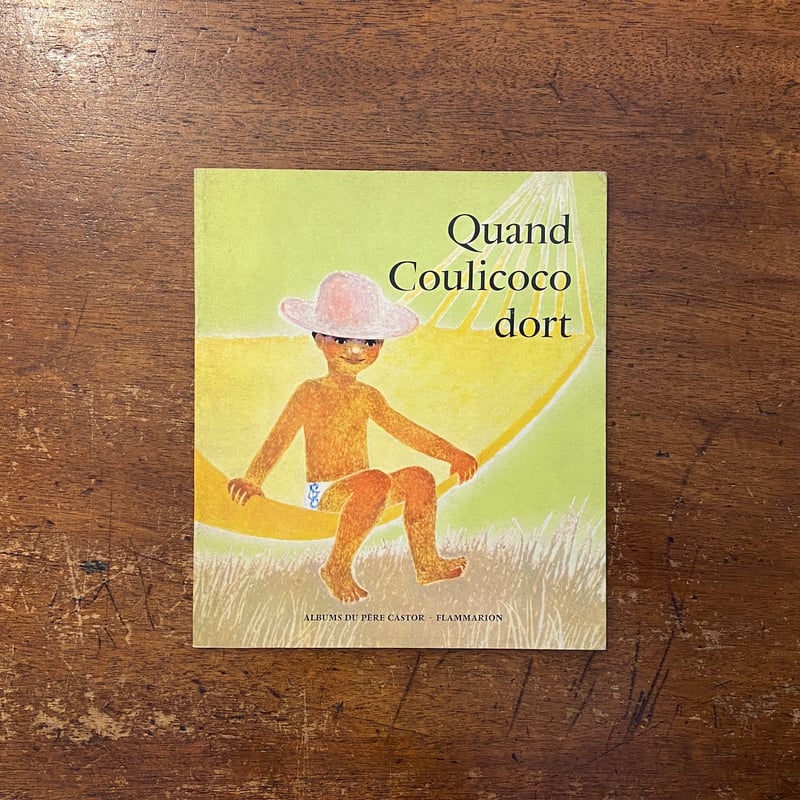 Quand
Coulicoco
dort
ALBUMS DU PÈRE CASTOR · FLAMMARION